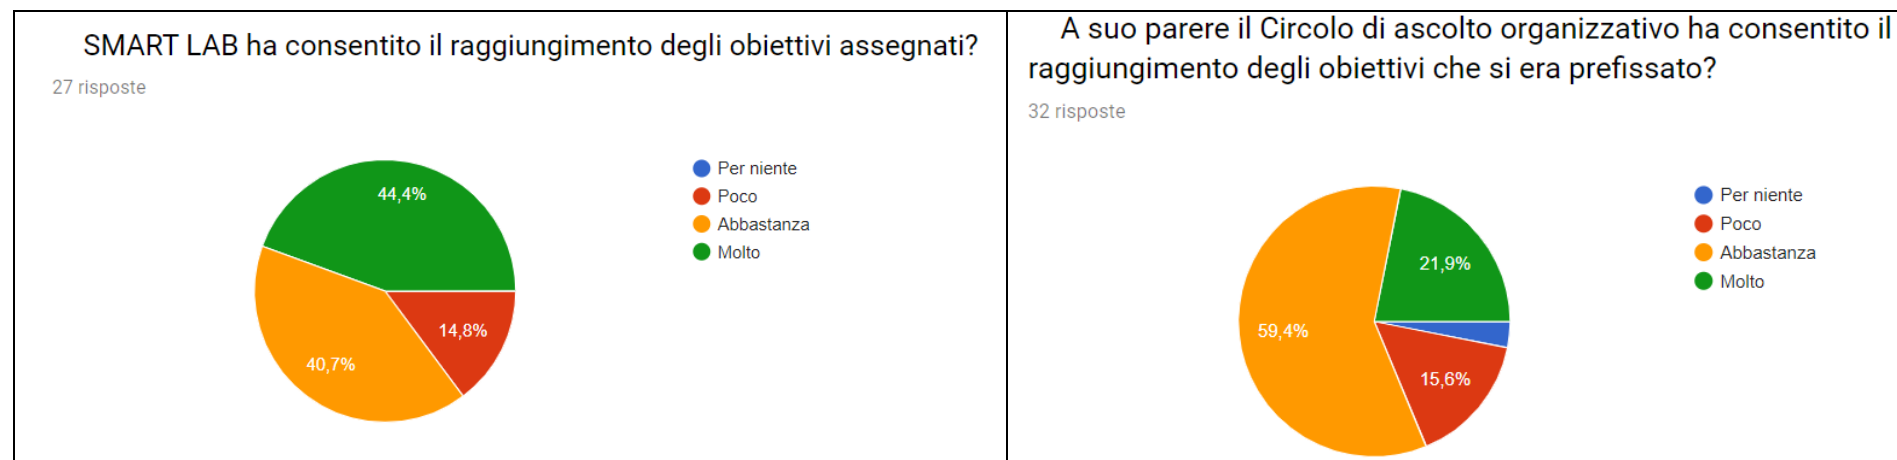 SMART LAB ha consentito il raggiungimento degli obiettivi assegnati?
27 risposte
44,4%
14,8%
40,7%
Per niente
Poco
Abbastanza
Molto
A suo parere il Circolo di ascolto organizzativo ha consentito il
raggiungimento degli obiettivi che si era prefissato?
32 risposte
21,9%
59,4%
15,6%
Per niente
Poco
Abbastanza
Molto